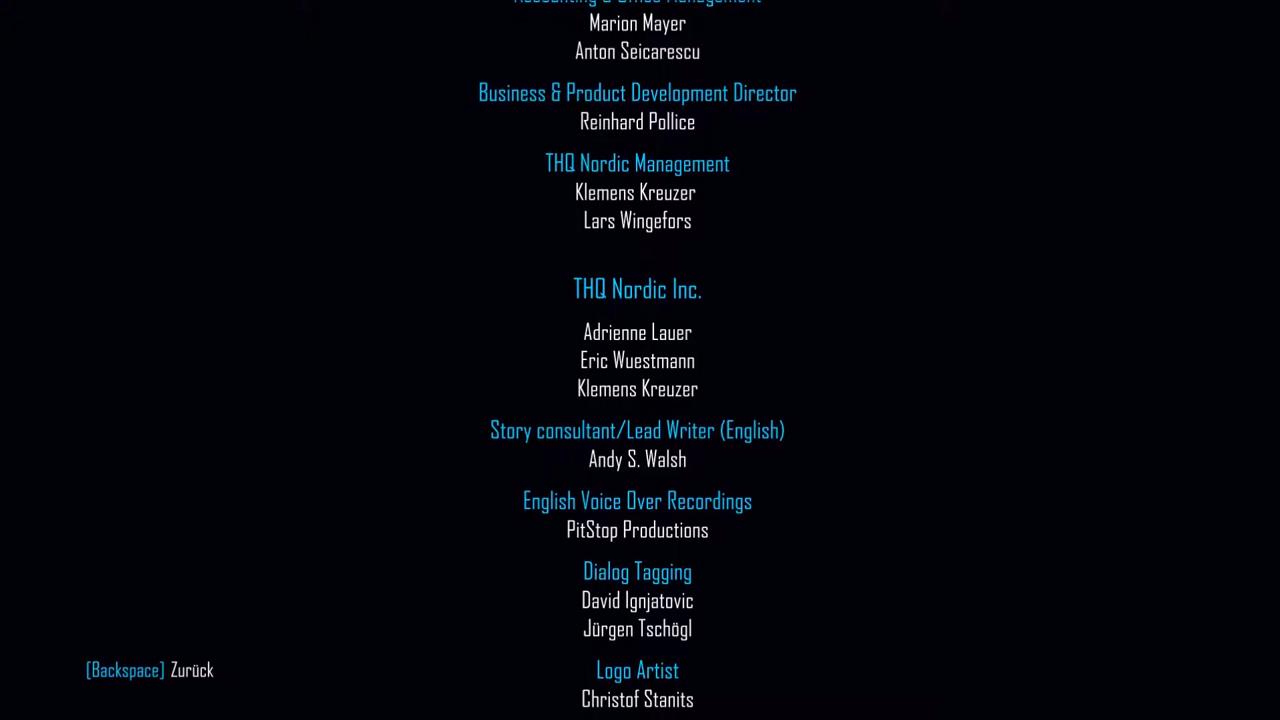 Marion Mayer
Anton Seicarescu
Business & Product Development Director
Reinhard Pollice
THQ Nordic Management
Klemens Kreuzer
Lars Wingefors
THQ Nordic Inc.
Adrienne Lauer
Eric Wuestmann
Klemens Kreuzer
Story consultant/Lead Writer (English)
Andy S. Walsh
English Voice Over Recordings
PitStop Productions
Dialog Tagging
David Ignjatovic
Jürgen Tschögl
[Backspace] Zurück
Logo Artist
Christof Stanits